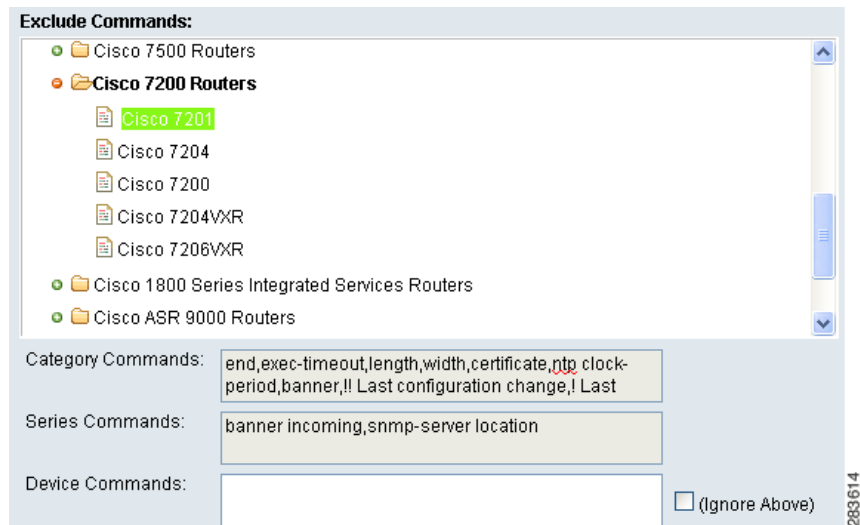 Exclude Commands:
Cisco 7500 Routers
Cisco 7200 Routers
Cisco 7201
Cisco 7204
Cisco 7200
Cisco 7204VXR
Cisco 7206VXR
Cisco 1800 Series Integrated Services Routers
Cisco ASR 9000 Routers
Category Commands:
end,exec-timeout,length,width,certificate,ntp clock-
period,banner,!! Last configuration change,! Last
Series Commands:
banner incoming,snmp-server location
Device Commands:
(Ignore Above)
283614